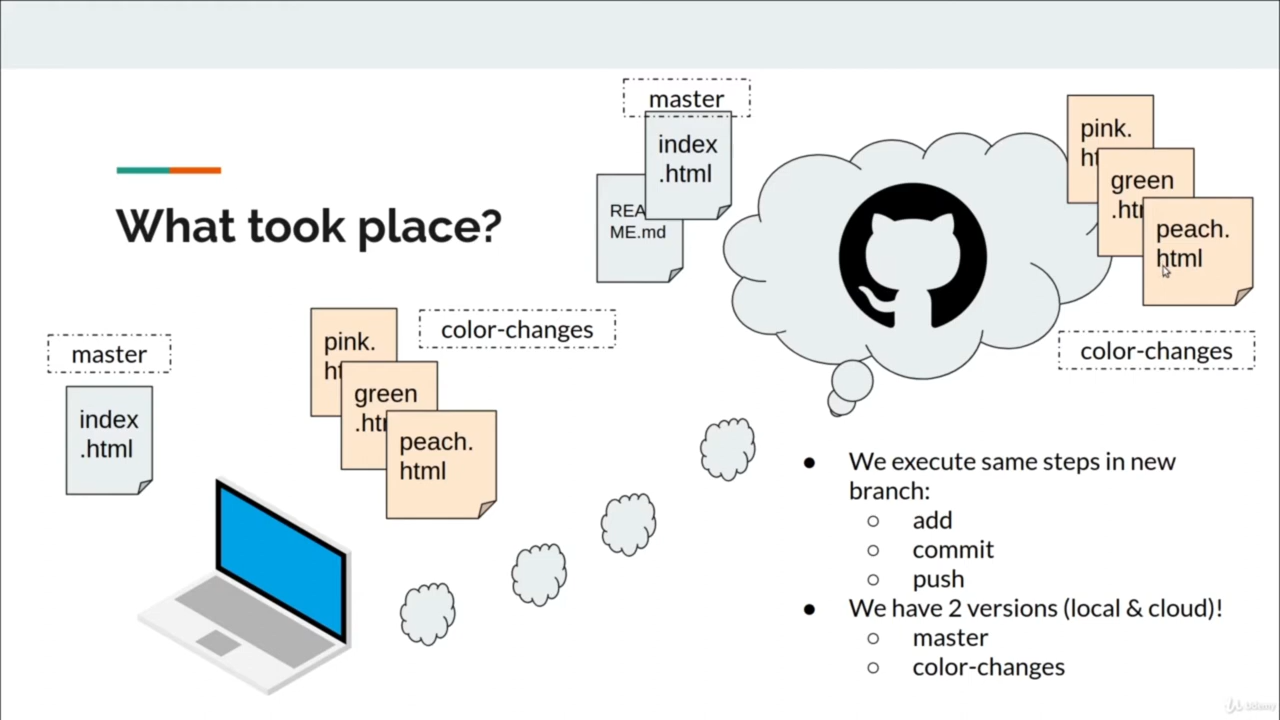 What took place?
master
index
.html
pink.
green
peach.
html
color-changes
master
index
.html
REA
ME.md
pink.
green
peach.
html
color-changes
We execute same steps in new
branch:
add
commit
push
We have 2 versions (local & cloud)!
master
color-changes
Udemy